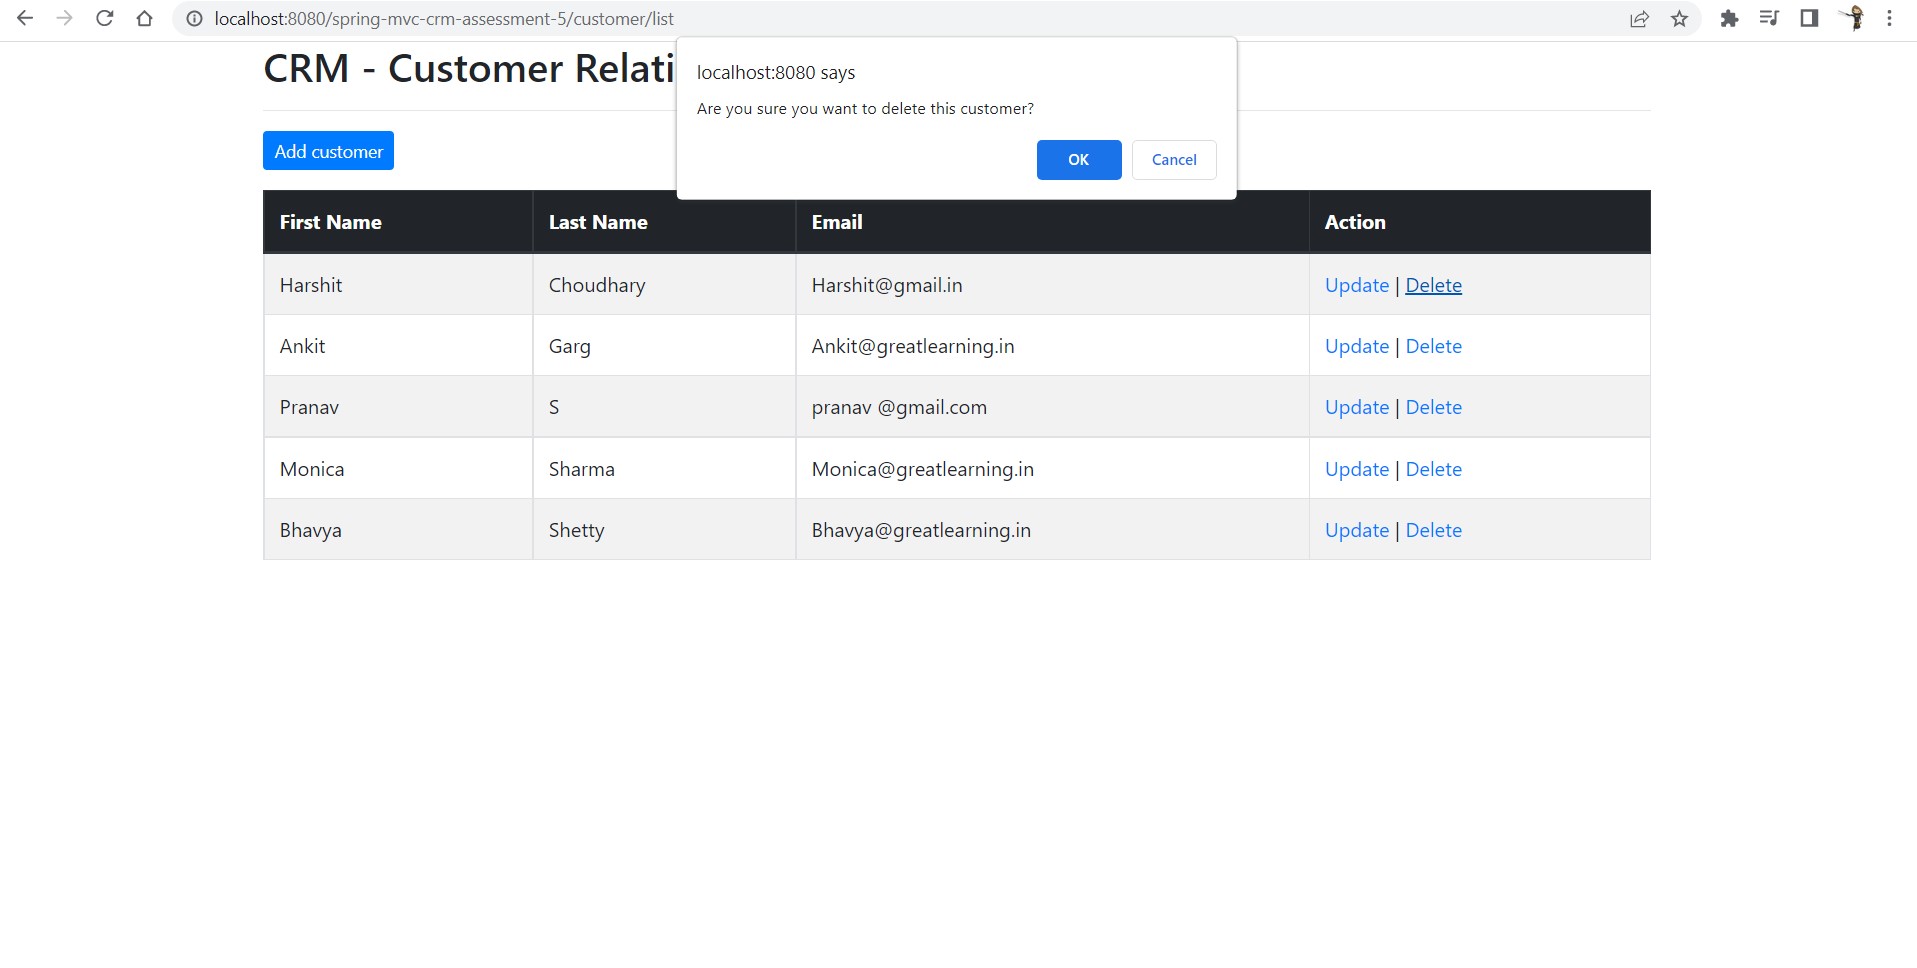 localhost:8080/spring-mvc-crm-assessment-5/customer/list
CRM - Customer Relati
localhost:8080 says
Are you sure you want to delete this customer?
OK Cancel
Add customer
First Name Last Name Email Action
Harshit Choudhary Harshit@gmail.in Update | Delete
Ankit Garg Ankit@greatlearning.in Update | Delete
Pranav S pranav @gmail.com Update | Delete
Monica Sharma Monica@greatlearning.in Update | Delete
Bhavya Shetty Bhavya@greatlearning.in Update | Delete